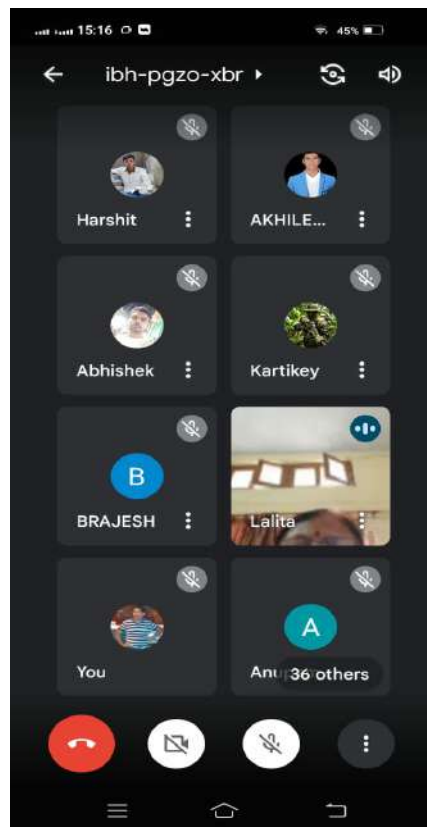 15:16 45%
ibh-pgzo-xbr
Harshit AKHILE...
Abhishek Kartikey
B
BRAJESH Lalita
A
You 36 others